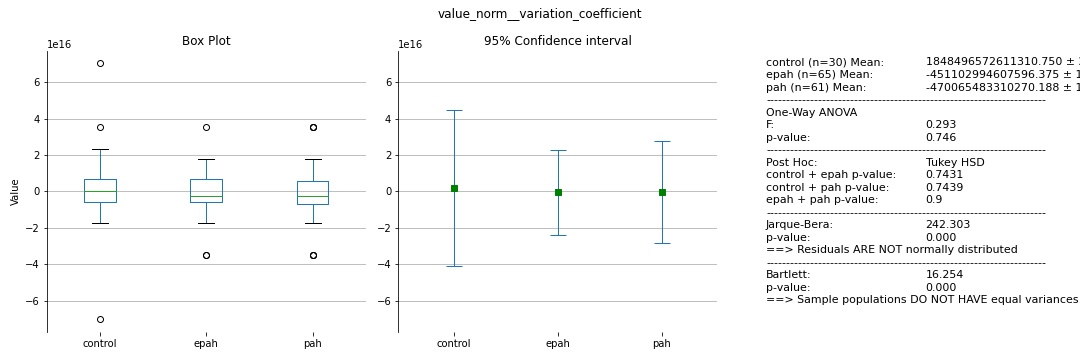 value_norm__variation_coefficient
Box Plot
1e16
Value
6
4
2
0
−2
−4
−6
control epah pah
95% Confidence interval
1e16
6
4
2
0
−2
−4
−6
control epah pah
control (n=30) Mean: 1848496572611310.750 ±
epah (n=65) Mean: -451102994607596.375 ± 1
pah (n=61) Mean: -470065483310270.188 ± 1
One-Way ANOVA
F: 0.293
p-value: 0.746
Post Hoc: Tukey HSD
control + epah p-value: 0.7431
control + pah p-value: 0.7439
epah + pah p-value: 0.9
Jarque-Bera: 242.303
p-value: 0.000
==> Residuals ARE NOT normally distributed
Bartlett: 16.254
p-value: 0.000
==> Sample populations DO NOT HAVE equal variances